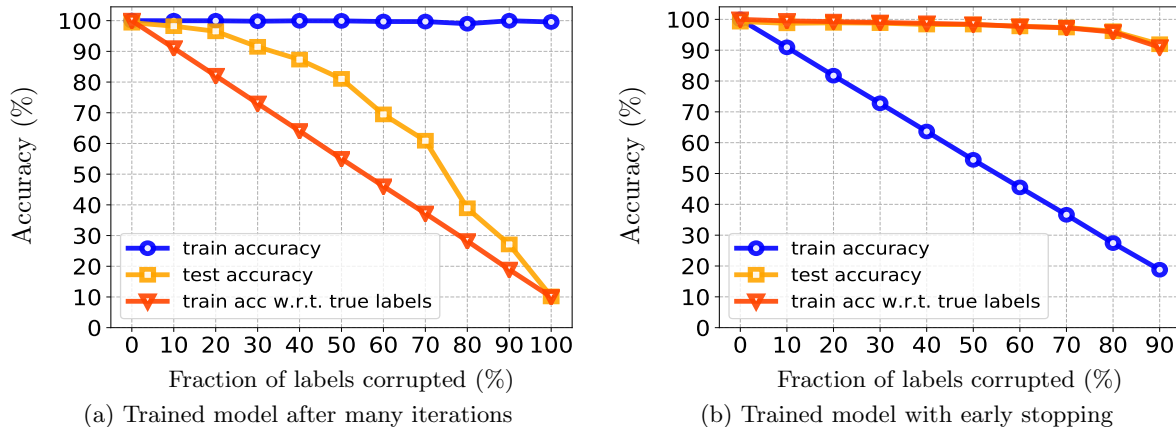 100
90
80
70
60
50
40
30
20
10
0
Accuracy (%)
train accuracy
test accuracy
train acc w.r.t. true labels
0 10 20 30 40 50 60 70 80 90 100
Fraction of labels corrupted (%)
(a) Trained model after many iterations
100
90
80
70
60
50
40
30
20
10
0
Accuracy (%)
train accuracy
test accuracy
train acc w.r.t. true labels
0 10 20 30 40 50 60 70 80 90
Fraction of labels corrupted (%)
(b) Trained model with early stopping